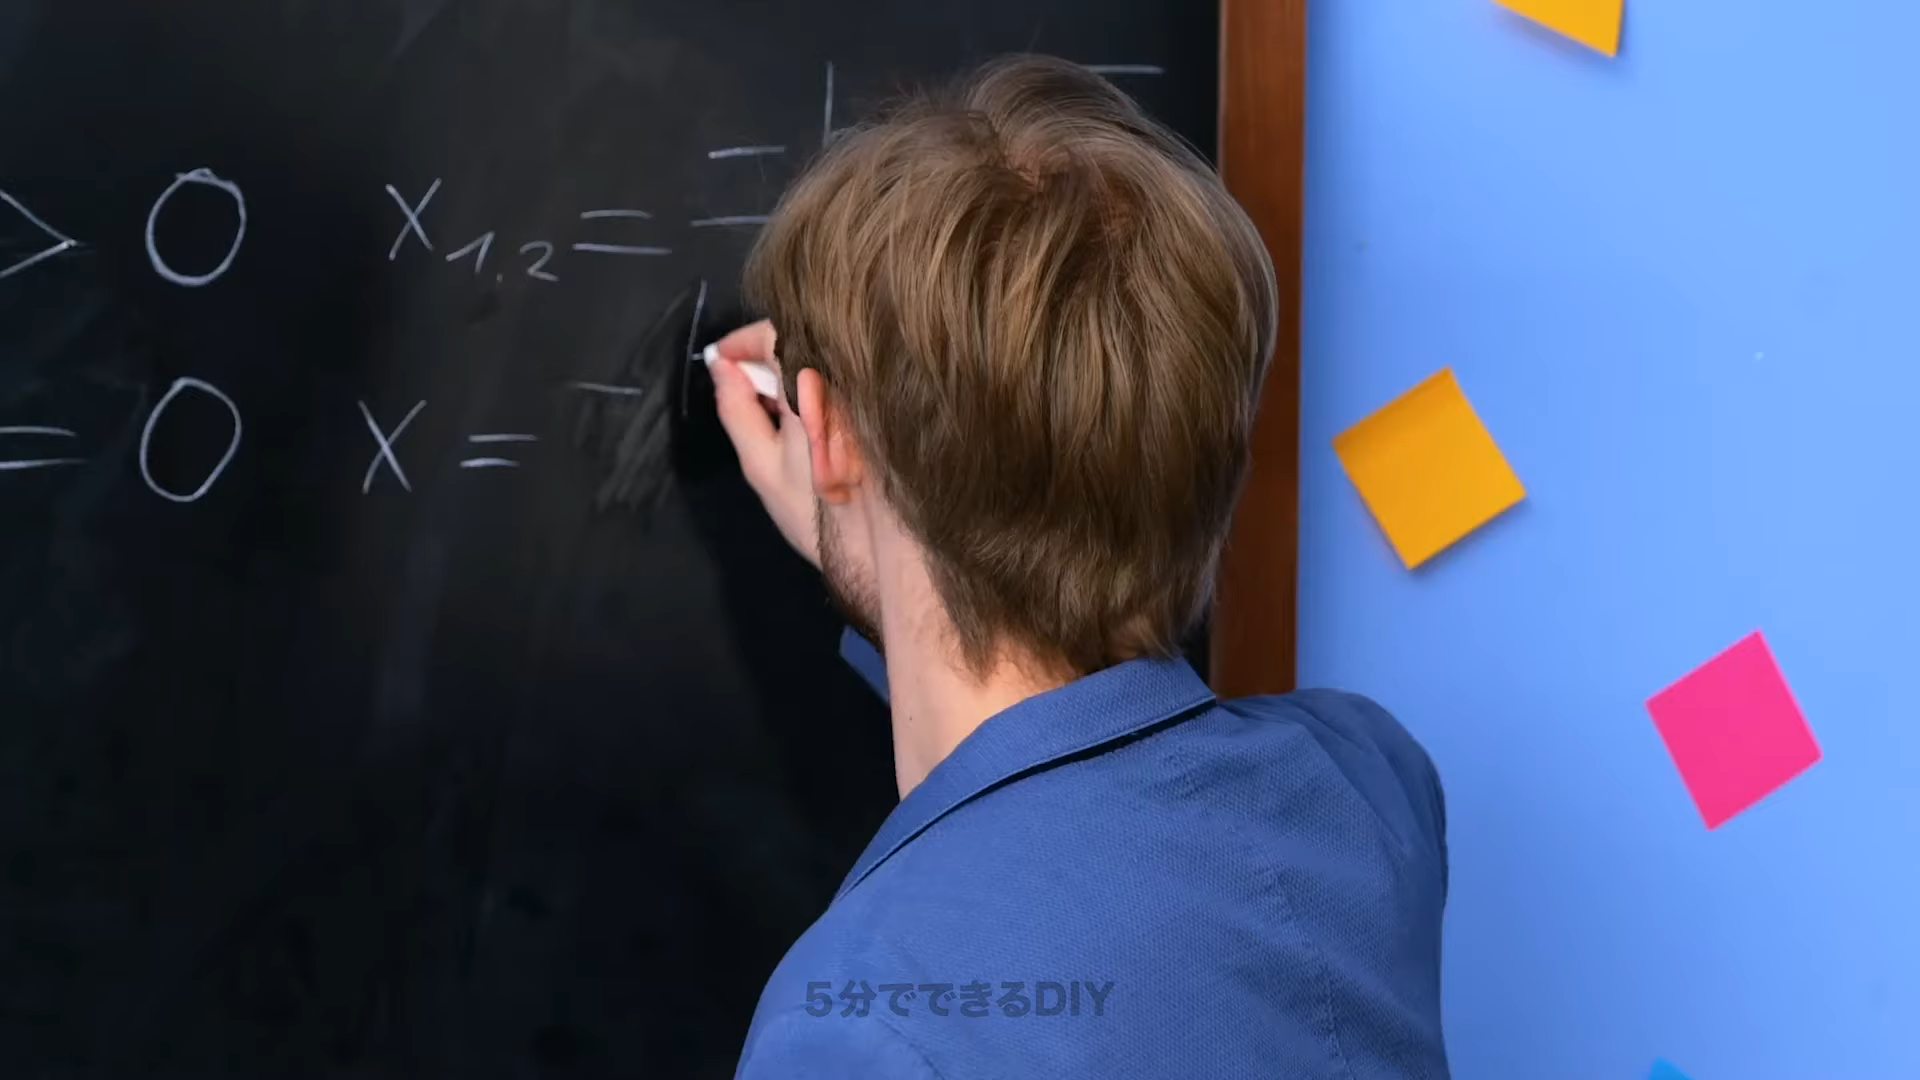 > 0 x1,2 =
= 0 x =
5分でできるDIY